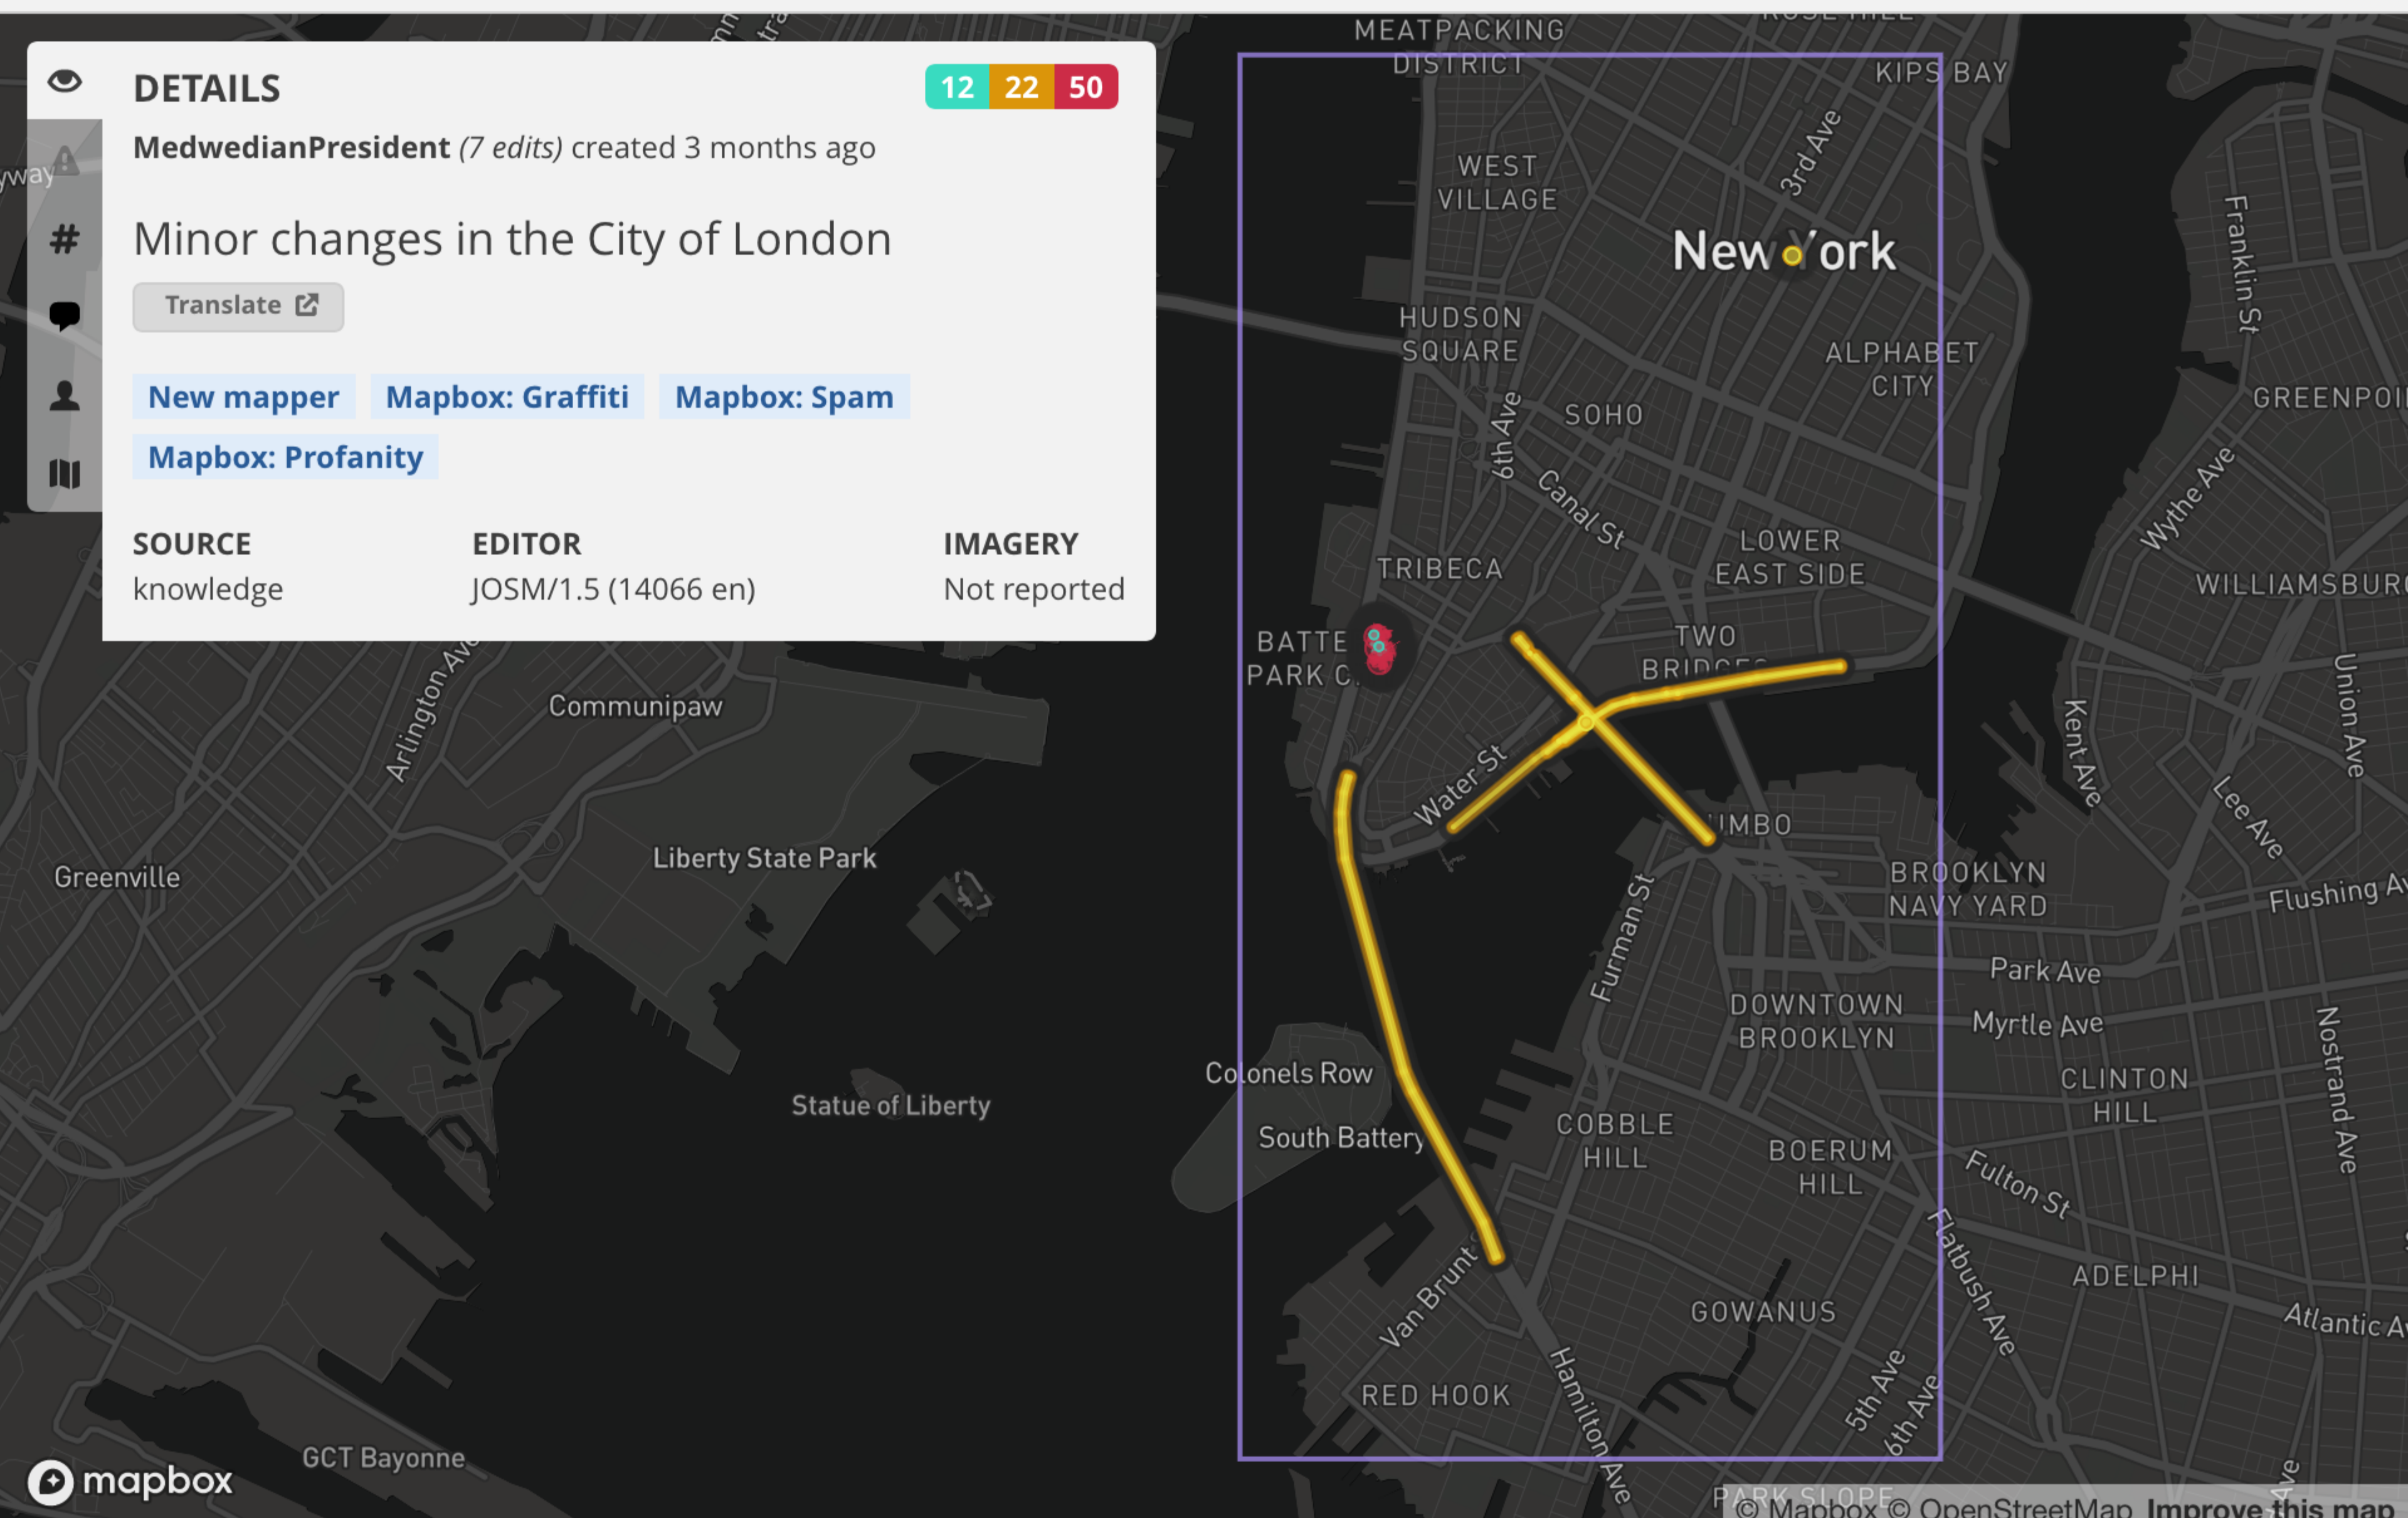 DETAILS
12 22 50
MedwedianPresident (7 edits) created 3 months ago
Minor changes in the City of London
Translate
New mapper
Mapbox: Graffiti
Mapbox: Spam
Mapbox: Profanity
SOURCE
knowledge
EDITOR
JOSM/1.5 (14066 en)
IMAGERY
Not reported
MEATPACKING
DISTRICT
KIPS BAY
3rd Ave
WEST
VILLAGE
New York
Franklin St
HUDSON
SQUARE
ALPHABET
CITY
6th Ave
SOHO
Canal St
Wythe Ave
LOWER
EAST SIDE
TRIBECA
TWO
Union Ave
Water St
Kent Ave
Lee Ave
Arlington Ave
Communipaw
Greenville
Liberty State Park
BROOKLYN
NAVY YARD
Furman St
Park Ave
DOWNTOWN
BROOKLYN
Myrtle Ave
Nostrand Ave
Colonels Row
Statue of Liberty
South Battery
CLINTON
HILL
COBBLE
HILL
BOERUM
HILL
Fulton St
Flatbush Ave
ADELPHI
Van Brunt
GOWANUS
RED HOOK
Hamilton Ave
5th Ave
6th Ave
GCT Bayonne
mapbox
PARK SLOPE
© Mapbox © OpenStreetMap Improve this map